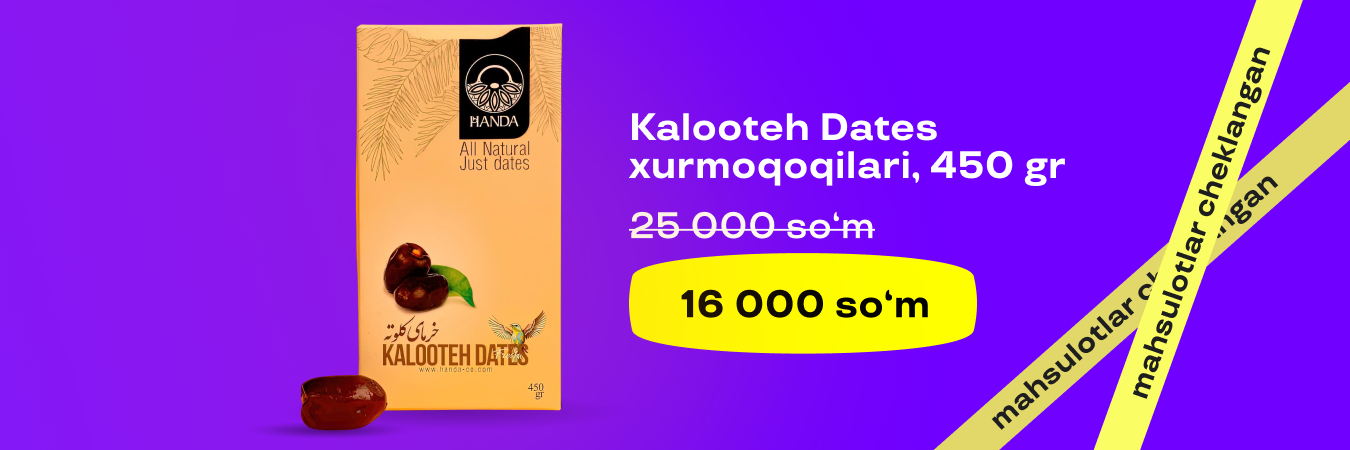 HANDA
All Natural
Just dates
خرمای کلوته
KALOOTEH DATES
www.handa-co.com
450
gr
Kalooteh Dates
xurmoqoqilari, 450 gr
25 000 so‘m
16 000 so‘m
mahsulotlar cheklangan
mahsulotlar
ngan